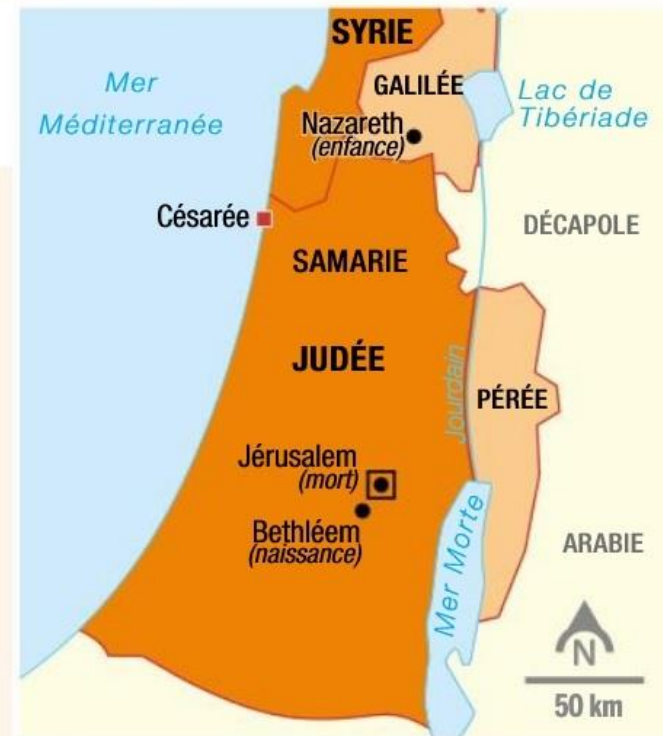 SYRIE
Mer
Méditerranée
GALILÉE
Lac de
Tibériade
Nazareth
(enfance)
Césarée
DÉCAPOLE
SAMARIE
JUDÉE
Jourdain
PÉRÉE
Jérusalem
(mort)
Bethléem
(naissance)
Mer Morte
ARABIE
N
50 km